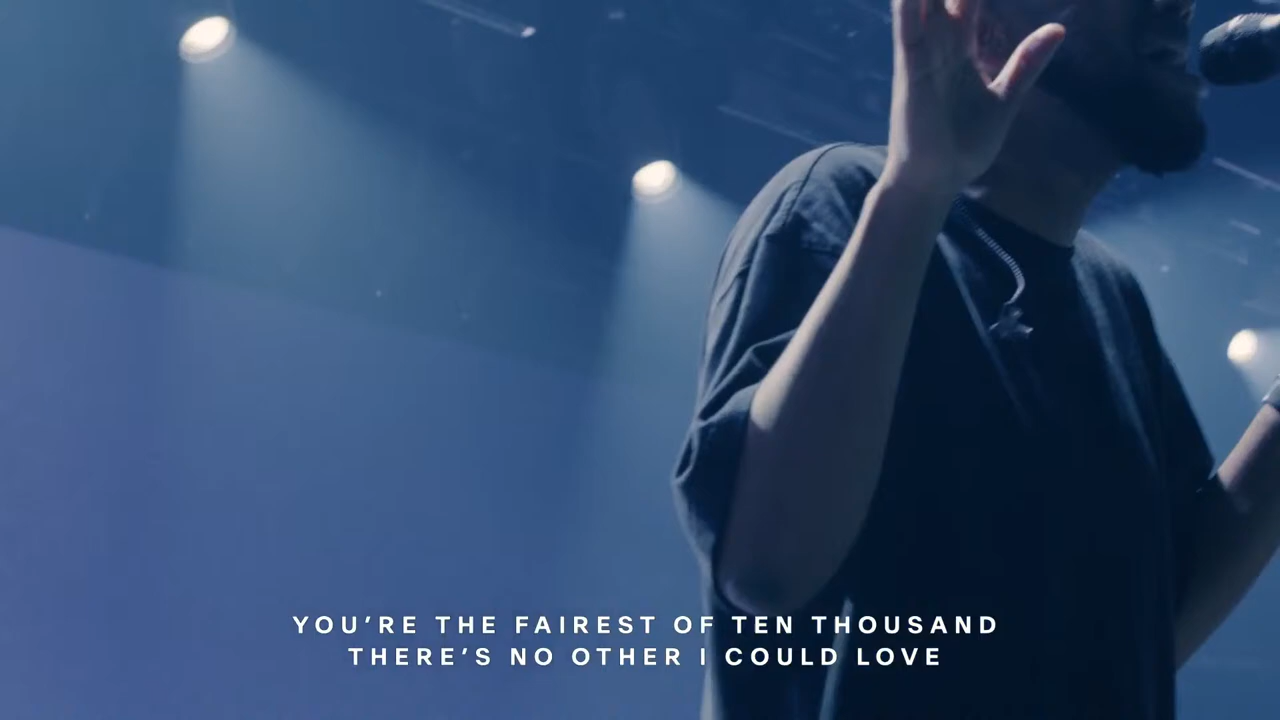 YOU’RE THE FAIREST OF TEN THOUSAND
THERE’S NO OTHER I COULD LOVE